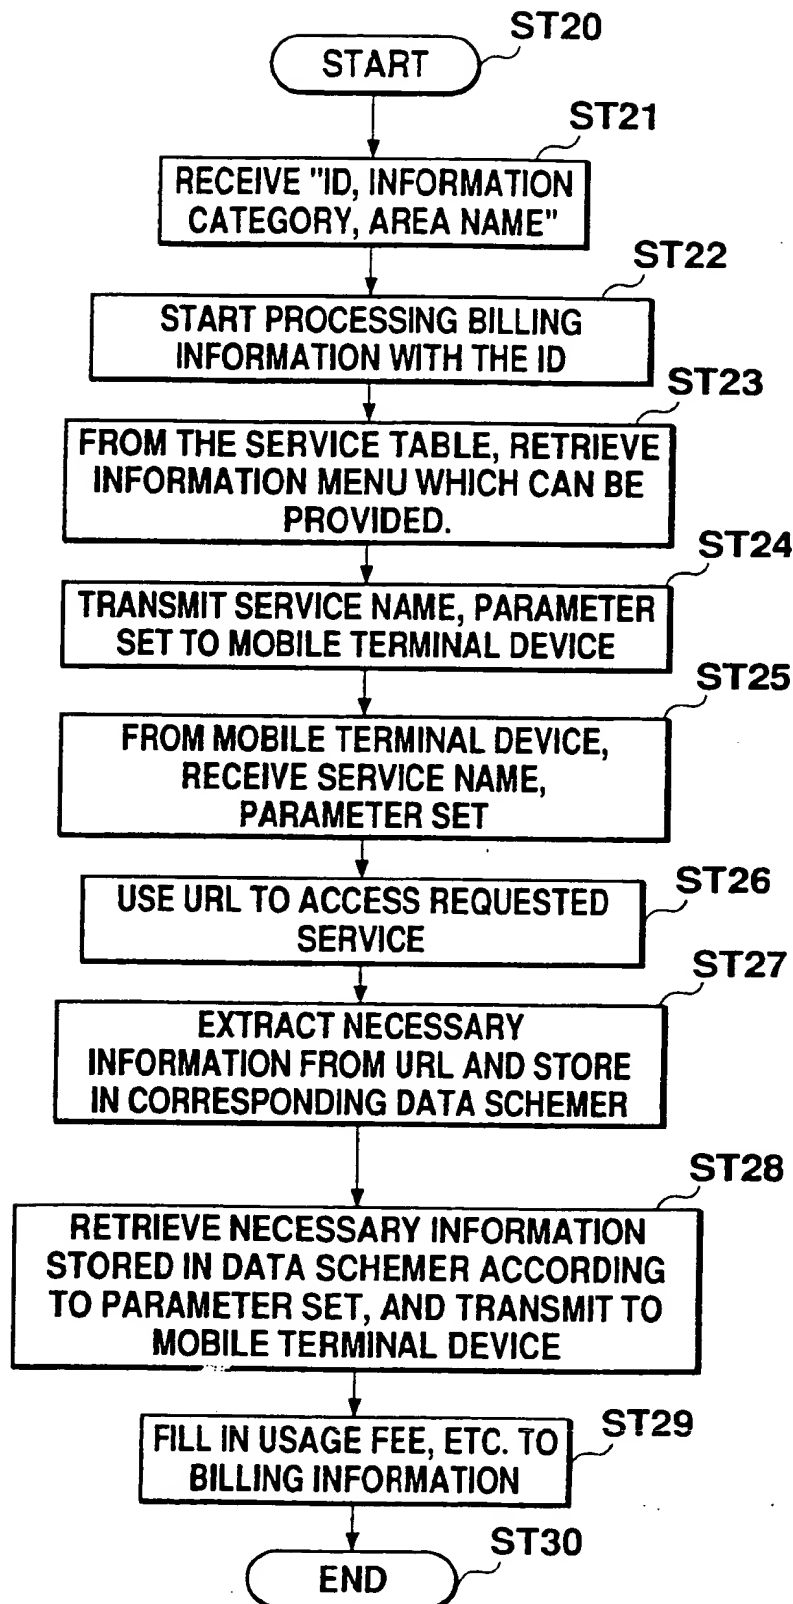 ST20
START
ST21
RECEIVE "ID, INFORMATION
CATEGORY, AREA NAME"
ST22
START PROCESSING BILLING
INFORMATION WITH THE ID
ST23
FROM THE SERVICE TABLE, RETRIEVE
INFORMATION MENU WHICH CAN BE
PROVIDED.
ST24
TRANSMIT SERVICE NAME, PARAMETER
SET TO MOBILE TERMINAL DEVICE
ST25
FROM MOBILE TERMINAL DEVICE,
RECEIVE SERVICE NAME,
PARAMETER SET
ST26
USE URL TO ACCESS REQUESTED
SERVICE
ST27
EXTRACT NECESSARY
INFORMATION FROM URL AND STORE
IN CORRESPONDING DATA SCHEMER
ST28
RETRIEVE NECESSARY INFORMATION
STORED IN DATA SCHEMER ACCORDING
TO PARAMETER SET, AND TRANSMIT TO
MOBILE TERMINAL DEVICE
ST29
FILL IN USAGE FEE, ETC. TO
BILLING INFORMATION
ST30
END